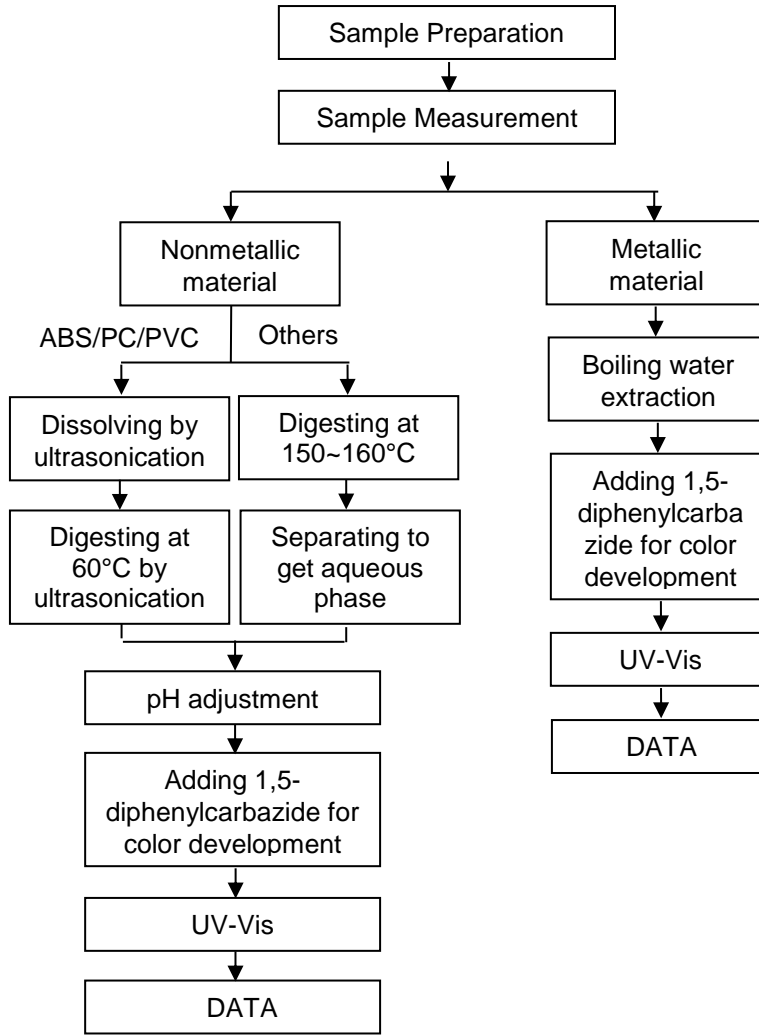 Sample Preparation
Sample Measurement
Nonmetallic
material
ABS/PC/PVC
Others
Dissolving by
ultrasonication
Digesting at
150~160°C
Digesting at
60°C by
ultrasonication
Separating to
get aqueous
phase
pH adjustment
Adding 1,5-
diphenylcarbazide for
color development
UV-Vis
DATA
Metallic
material
Boiling water
extraction
Adding 1,5-
diphenylcarba
zide for color
development
UV-Vis
DATA